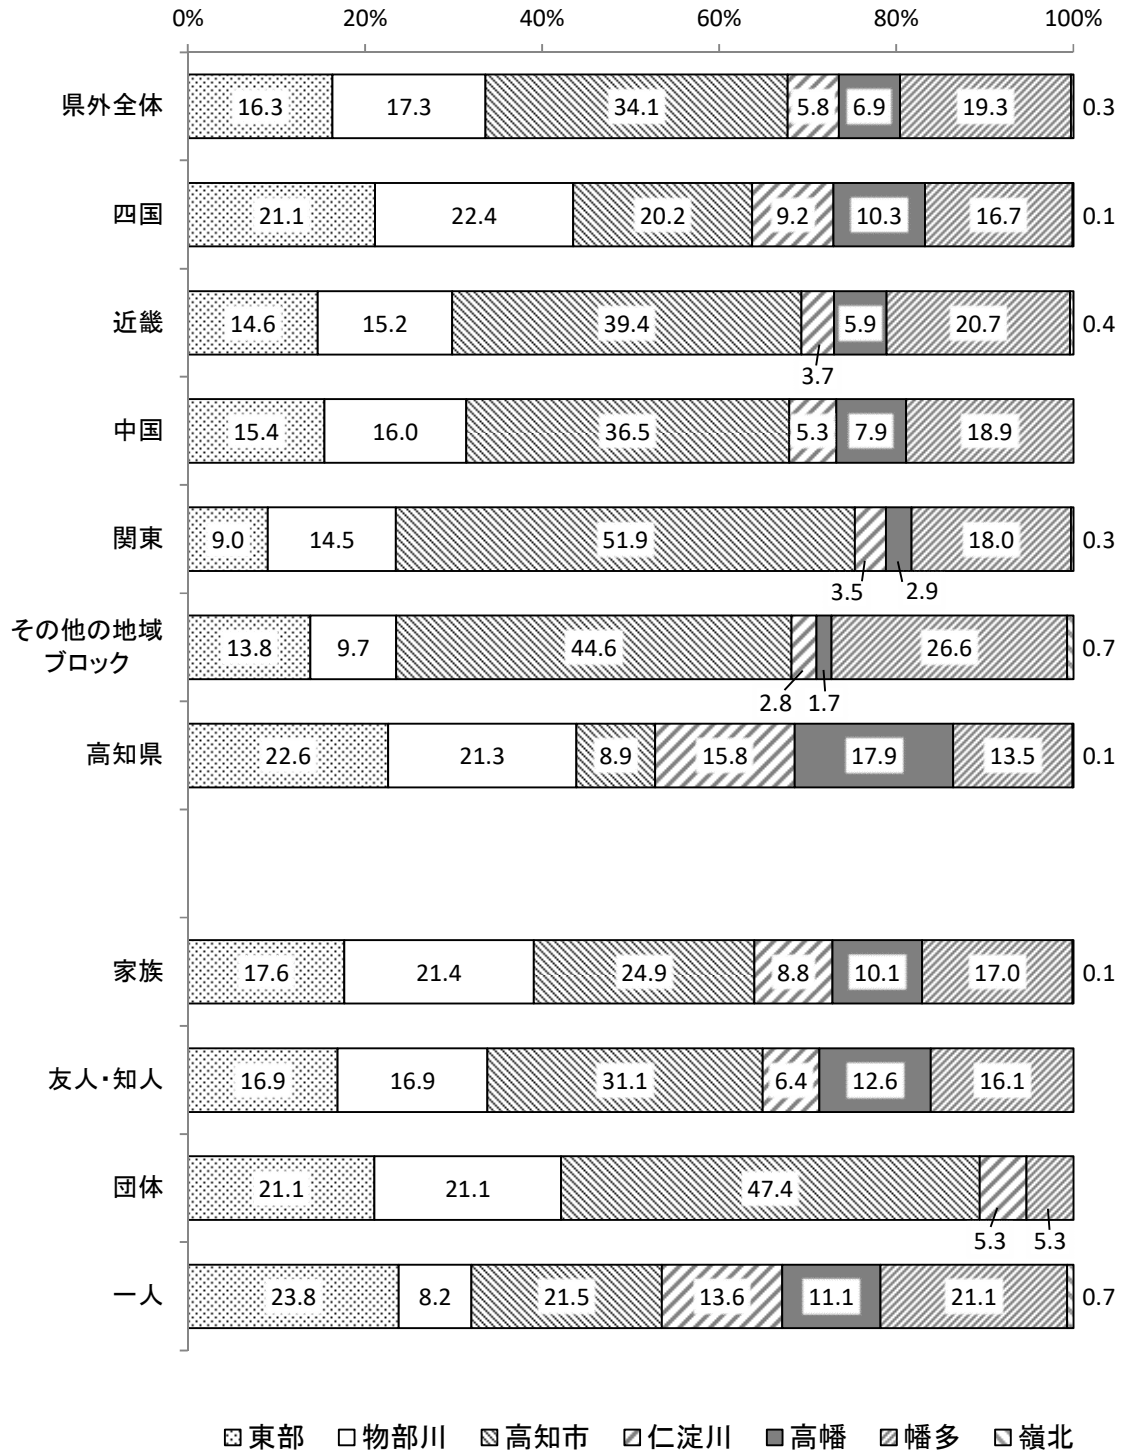 0% 20% 40% 60% 80% 100%
県外全体 16.3 17.3 34.1 5.8 6.9 19.3 0.3
四国 21.1 22.4 20.2 9.2 10.3 16.7 0.1
近畿 14.6 15.2 39.4 5.9 20.7 0.4
3.7
中国 15.4 16.0 36.5 5.3 7.9 18.9
関東 9.0 14.5 51.9 18.0 0.3
3.5 2.9
その他の地域
ブロック 13.8 9.7 44.6 26.6 0.7
2.8 1.7
高知県 22.6 21.3 8.9 15.8 17.9 13.5 0.1
家族 17.6 21.4 24.9 8.8 10.1 17.0 0.1
友人・知人 16.9 16.9 31.1 6.4 12.6 16.1
団体 21.1 21.1 47.4
5.3 5.3
一人 23.8 8.2 21.5 13.6 11.1 21.1 0.7
東部 物部川 高知市 仁淀川 高幡 幡多 嶺北